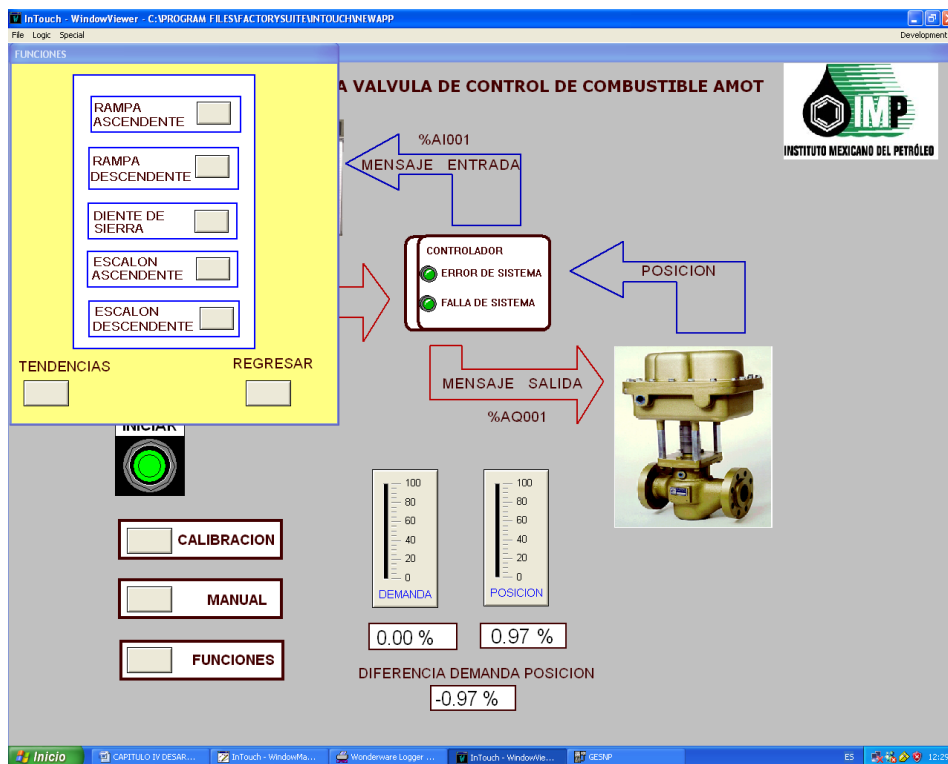 InTouch - WindowViewer - C:\PROGRAM FILES\FACTORYSUITE\INTOUCH\NEWAPP
File Logic Special Development
FUNCIONES
A VALVULA DE CONTROL DE COMBUSTIBLE AMOT
IMP
INSTITUTO MEXICANO DEL PETRÓLEO
RAMPA
ASCENDENTE
RAMPA
DESCENDENTE
DIENTE DE
SIERRA
ESCALON
ASCENDENTE
ESCALON
DESCENDENTE
TENDENCIAS
REGRESAR
%AI001
MENSAJE ENTRADA
CONTROLADOR
ERROR DE SISTEMA
FALLA DE SISTEMA
POSICION
MENSAJE SALIDA
%AQ001
INICIAR
CALIBRACION
MANUAL
FUNCIONES
100
80
60
40
20
0
DEMANDA
100
80
60
40
20
0
POSICION
0.00 %
0.97 %
DIFERENCIA DEMANDA POSICION
-0.97 %
Inicio
CAPITULO IV DESAR...
InTouch - WindowMa...
Wonderware Logger ...
InTouch - WindowVie...
GESNP
ES
12:29